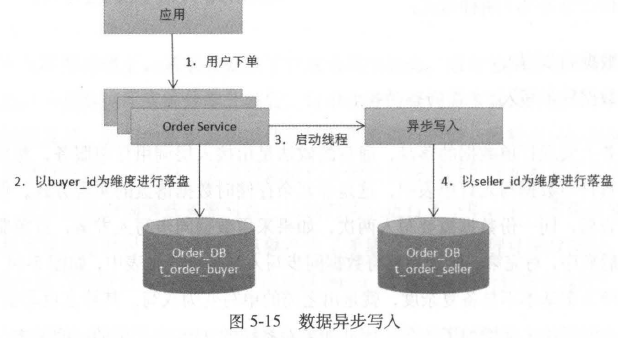 应用
1、用户下单
Order Service
3、启动线程
异步写入
2、以buyer_id为维度进行落盘
4、以seller_id为维度进行落盘
Order_DB
t_order_buyer
Order_DB
t_order_seller
图 5-15 数据异步写入